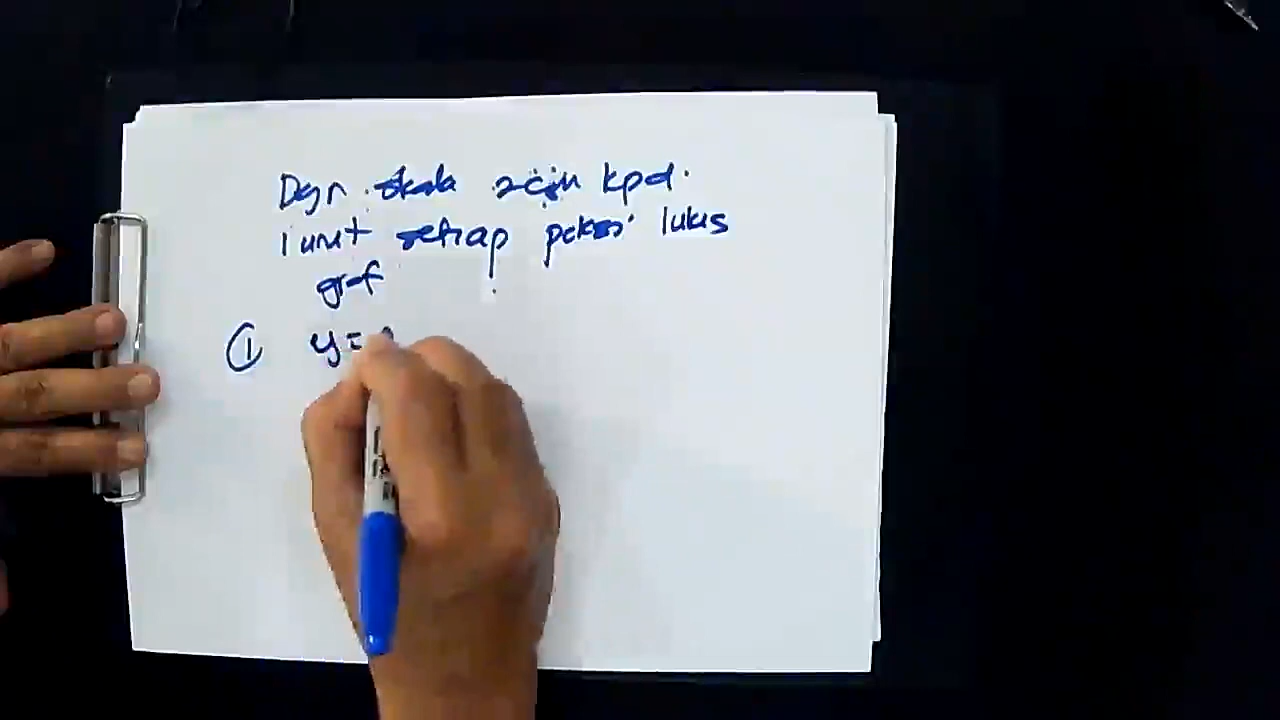 Dgn skala 2cm kpd.
1 unit setiap paksi lukis
graf
① y=